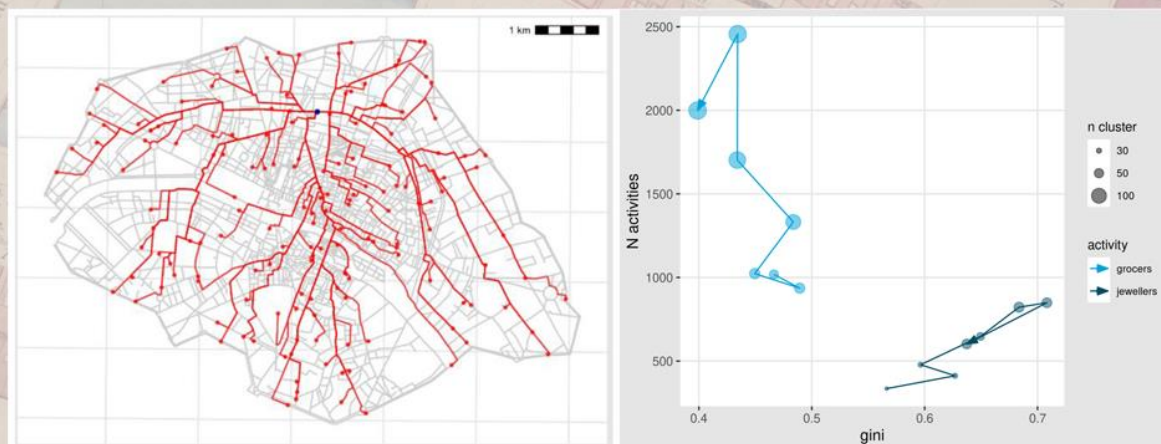 1 km
2500
2000
1500
1000
500
N activities
0.4 0.5 0.6 0.7
gini
n cluster
30
50
100
activity
grocers
jewellers